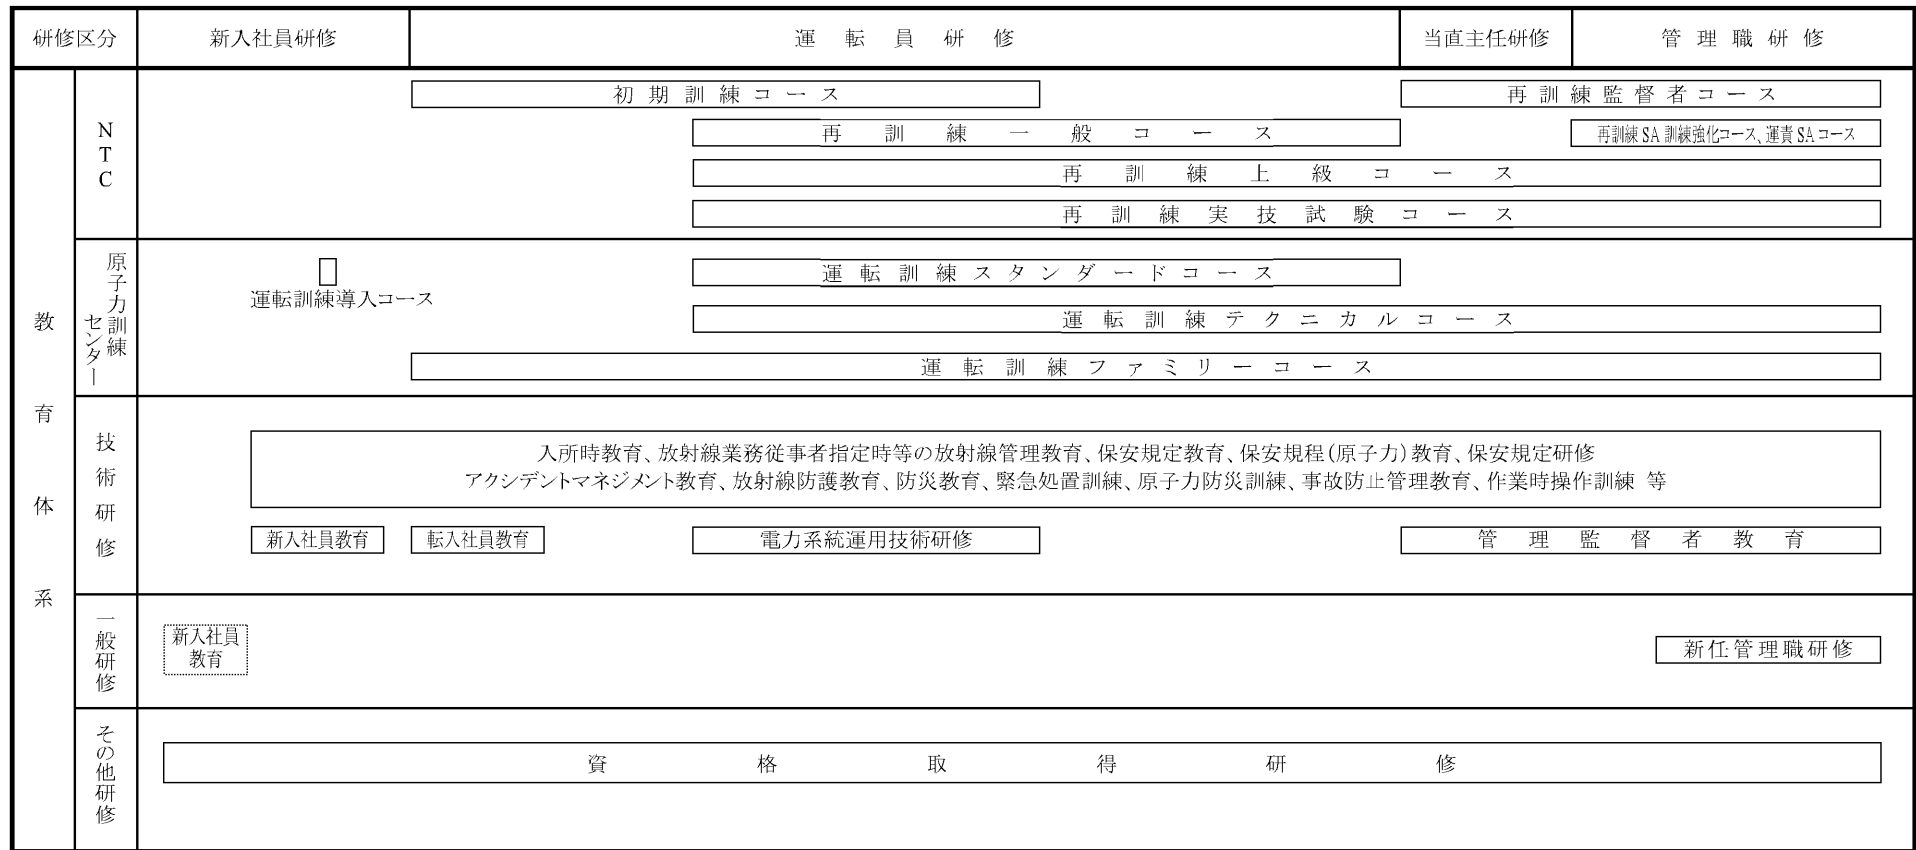 研修区分
新入社員研修
運転員研修
当直主任研修
管理職研修
教育体系
NTC
初期訓練コース
再訓練監督者コース
再訓練一般コース
再訓練SA訓練強化コース、運責SAコース
再訓練上級コース
再訓練実技試験コース
原子力訓練
センター
運転訓練スタンダードコース
運転訓練導入コース
運転訓練テクニカルコース
運転訓練ファミリーコース
技術研修
入所時教育、放射線業務従事者指定時等の放射線管理教育、保安規定教育、保安規程(原子力)教育、保安規定研修
アクシデントマネジメント教育、放射線防護教育、防災教育、緊急処置訓練、原子力防災訓練、事故防止管理教育、作業時操作訓練 等
新入社員教育
転入社員教育
電力系統運用技術研修
管理監督者教育
一般研修
新入社員
教育
新任管理職研修
その他研修
資格取得研修